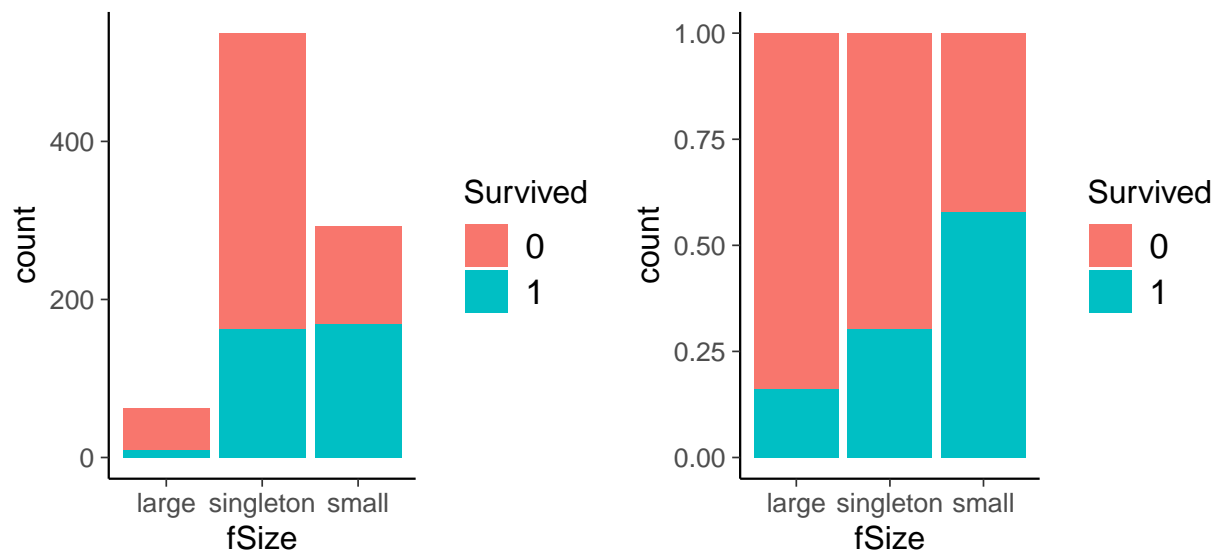 count
400
200
0
large singleton small
fSize
Survived
0
1
count
1.00
0.75
0.50
0.25
0.00
large singleton small
fSize
Survived
0
1